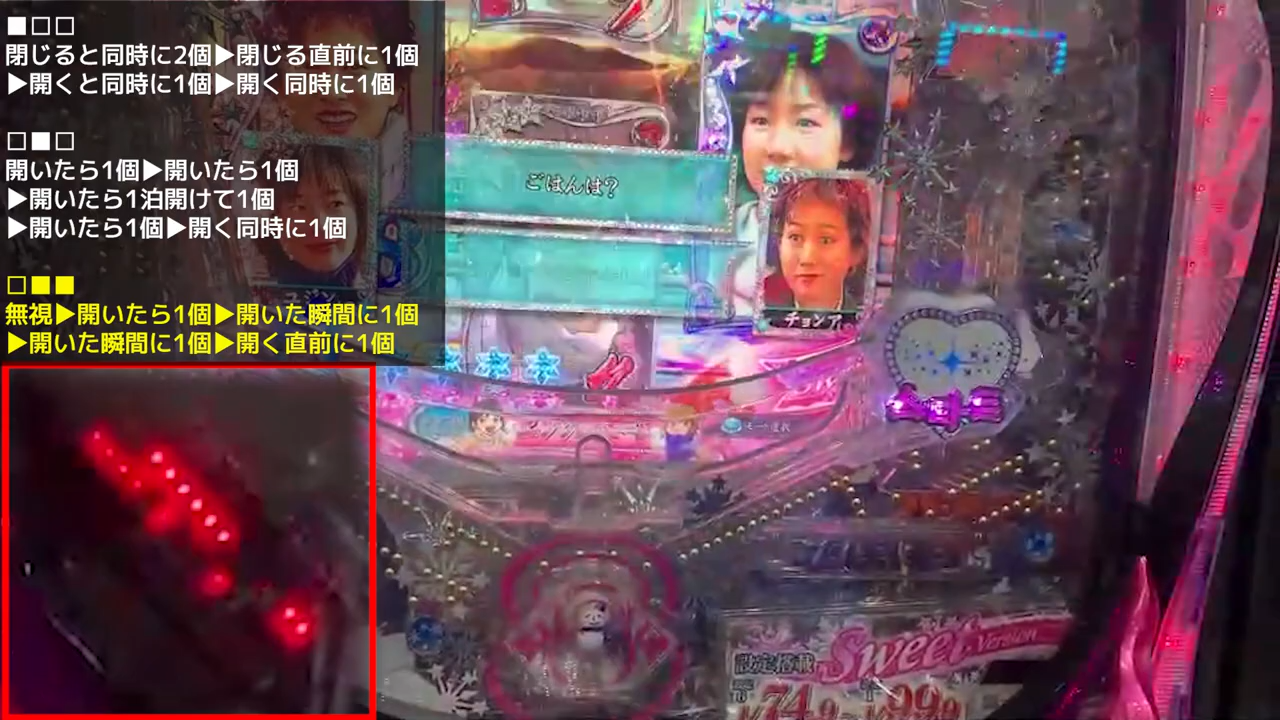 ■□□
閉じると同時に2個▶閉じる直前に1個
▶開くと同時に1個▶開く同時に1個
□■□
開いたら1個▶開いたら1個
▶開いたら1泊開けて1個
▶開いたら1個▶開く同時に1個
□■■
無視▶開いたら1個▶開いた瞬間に1個
▶開いた瞬間に1個▶開く直前に1個
ごはんは?
チョンア
設定搭載
Sweet Version